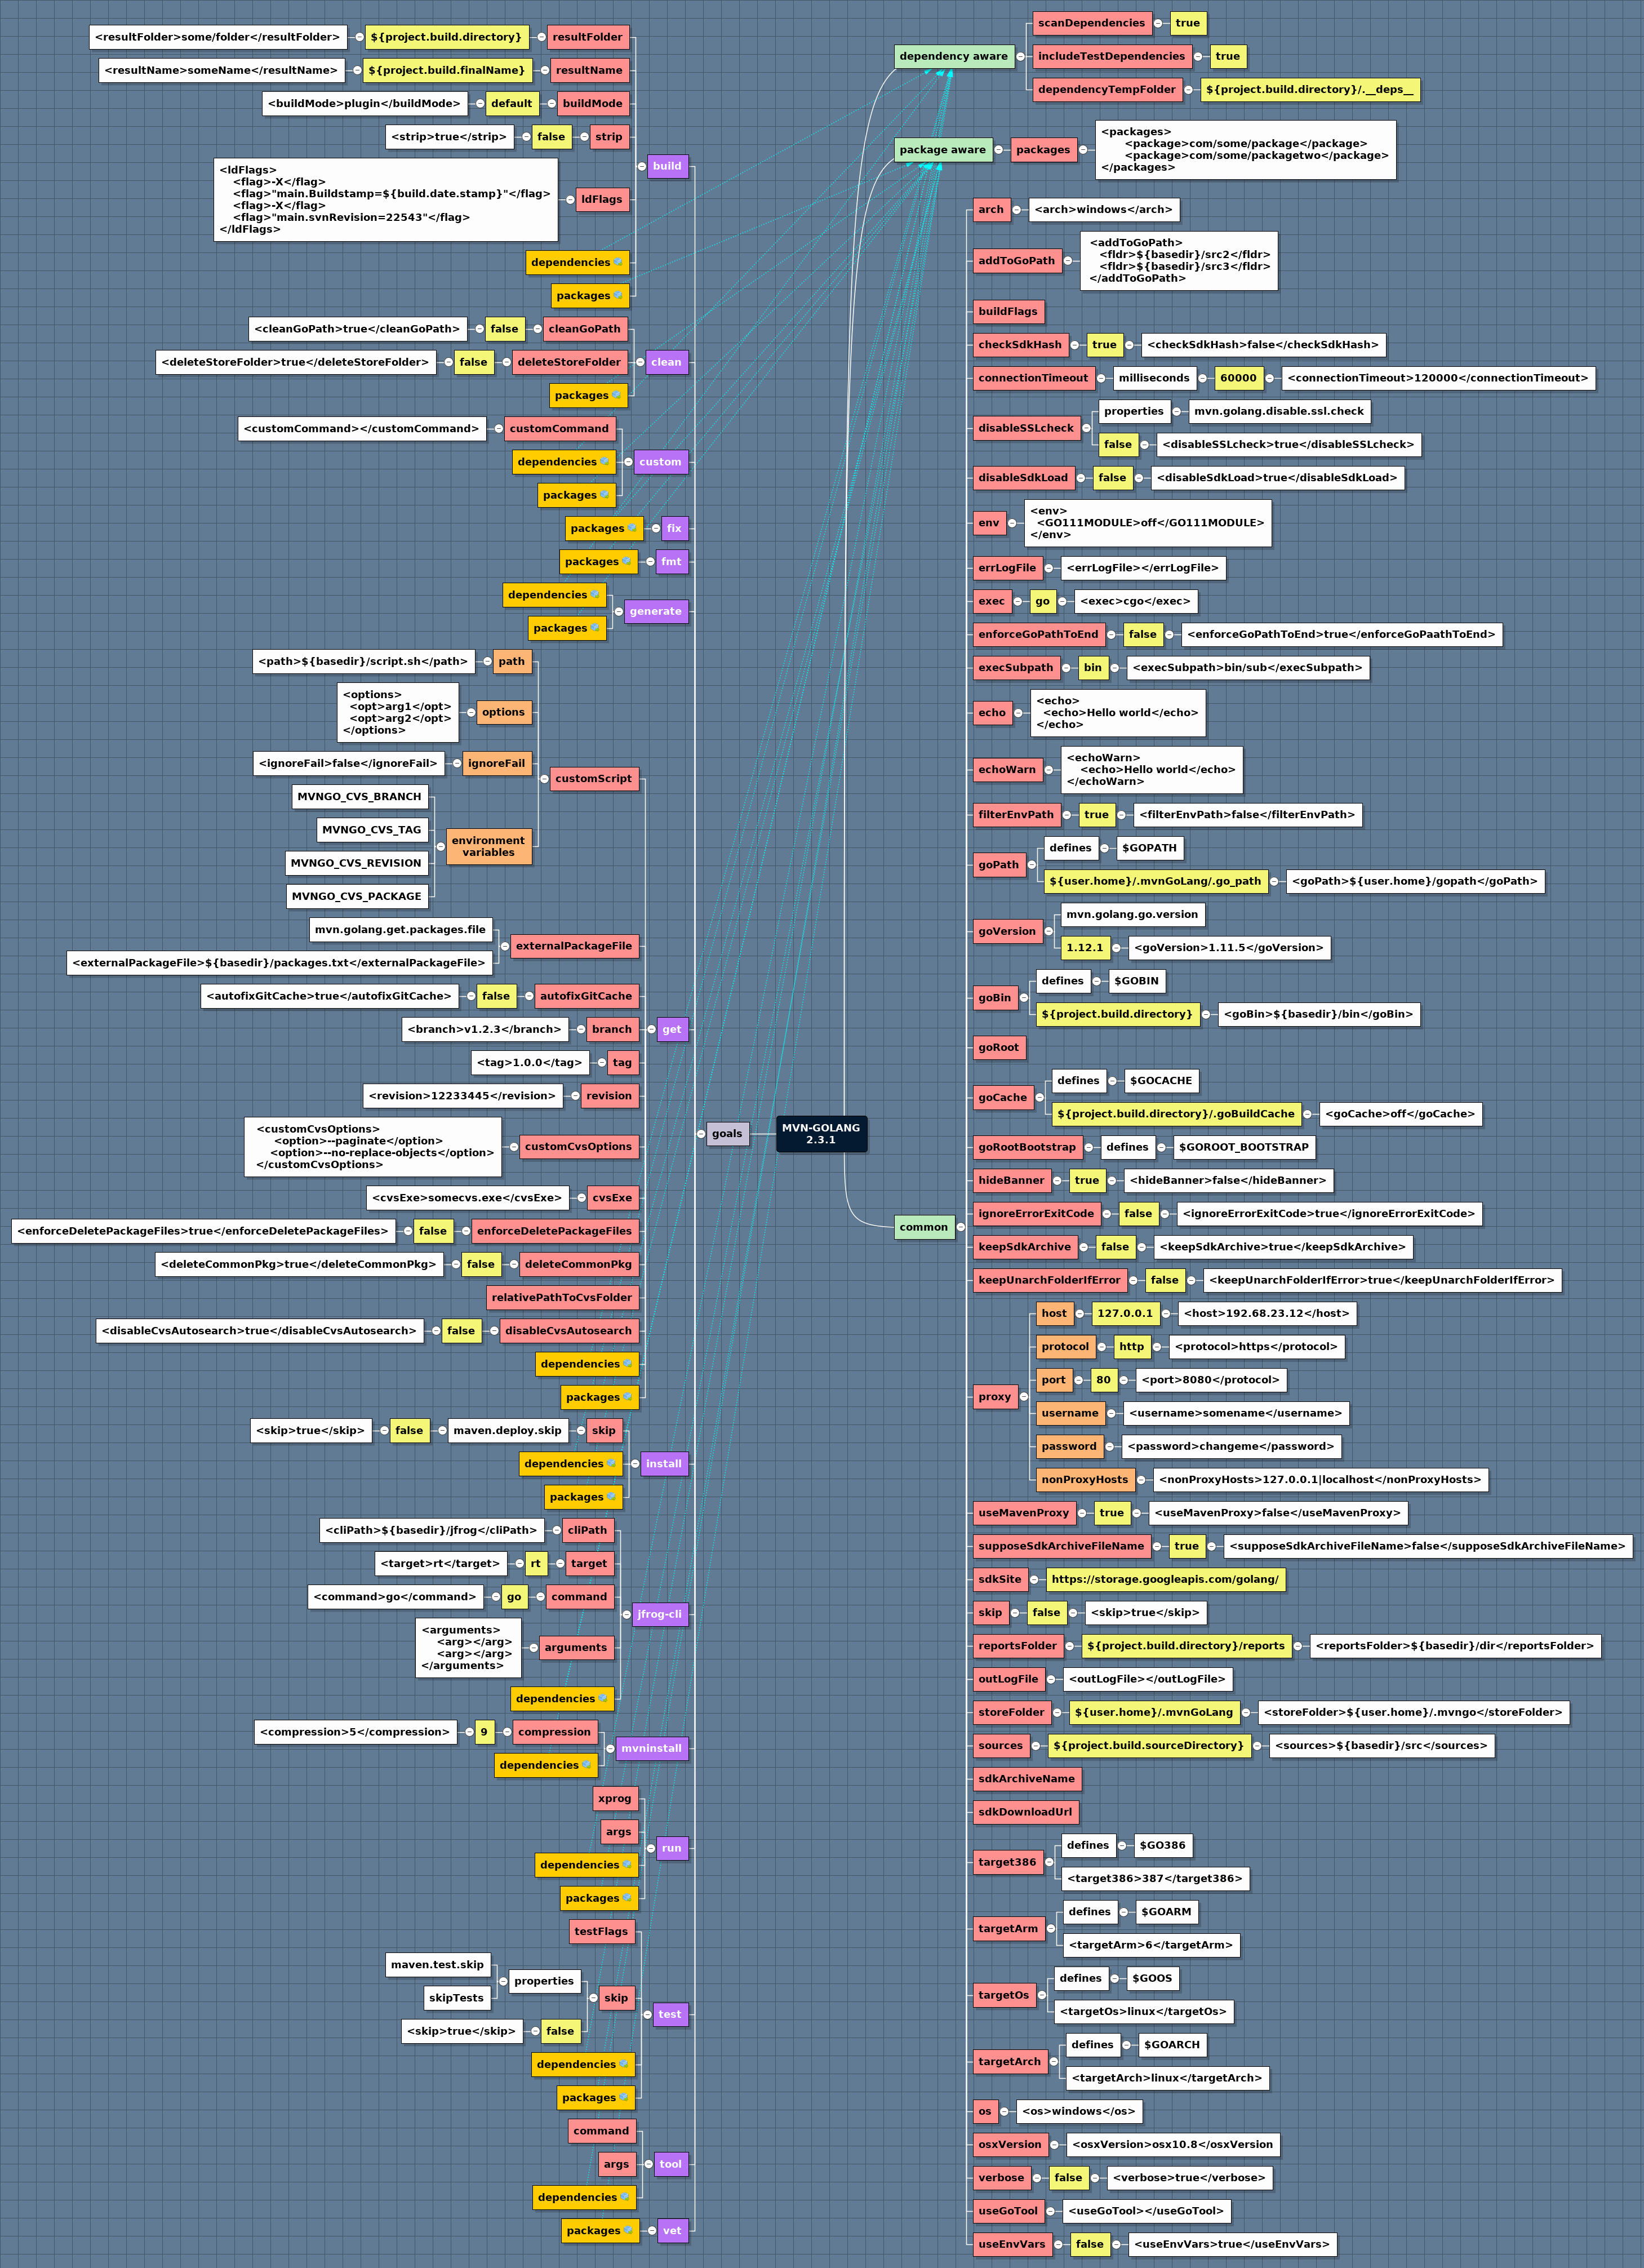 MVN-GOLANG
2.3.1
goals
build
resultFolder
${project.build.directory}
<resultFolder>some/folder</resultFolder>
resultName
${project.build.finalName}
<resultName>someName</resultName>
buildMode
default
<buildMode>plugin</buildMode>
strip
false
<strip>true</strip>
ldFlags
<ldFlags>
<flag>-X</flag>
<flag>"main.Buildstamp=${build.date.stamp}"</flag>
<flag>-X</flag>
<flag>"main.svnRevision=22543"</flag>
</ldFlags>
dependencies
packages
clean
cleanGoPath
false
<cleanGoPath>true</cleanGoPath>
deleteStoreFolder
false
<deleteStoreFolder>true</deleteStoreFolder>
packages
custom
customCommand
<customCommand></customCommand>
dependencies
packages
fix
packages
fmt
packages
generate
dependencies
packages
get
customScript
path
<path>${basedir}/script.sh</path>
options
<options>
<opt>arg1</opt>
<opt>arg2</opt>
</options>
ignoreFail
<ignoreFail>false</ignoreFail>
environment
variables
MVNGO_CVS_BRANCH
MVNGO_CVS_TAG
MVNGO_CVS_REVISION
MVNGO_CVS_PACKAGE
externalPackageFile
mvn.golang.get.packages.file
<externalPackageFile>${basedir}/packages.txt</externalPackageFile>
autofixGitCache
false
<autofixGitCache>true</autofixGitCache>
branch
<branch>v1.2.3</branch>
tag
<tag>1.0.0</tag>
revision
<revision>12233445</revision>
customCvsOptions
<customCvsOptions>
<option>--paginate</option>
<option>--no-replace-objects</option>
</customCvsOptions>
cvsExe
<cvsExe>somecvs.exe</cvsExe>
enforceDeletePackageFiles
false
<enforceDeletePackageFiles>true</enforceDeletePackageFiles>
deleteCommonPkg
false
<deleteCommonPkg>true</deleteCommonPkg>
relativePathToCvsFolder
disableCvsAutosearch
false
<disableCvsAutosearch>true</disableCvsAutosearch>
dependencies
packages
install
skip
maven.deploy.skip
false
<skip>true</skip>
dependencies
packages
jfrog-cli
cliPath
<cliPath>${basedir}/jfrog</cliPath>
target
rt
<target>rt</target>
command
go
<command>go</command>
arguments
<arguments>
<arg></arg>
<arg></arg>
</arguments>
dependencies
mvninstall
compression
9
<compression>5</compression>
dependencies
run
xprog
args
dependencies
packages
test
testFlags
skip
properties
maven.test.skip
skipTests
false
<skip>true</skip>
dependencies
packages
tool
command
args
dependencies
vet
packages
dependency aware
scanDependencies
true
includeTestDependencies
true
dependencyTempFolder
${project.build.directory}/.__deps__
package aware
packages
<packages>
<package>com/some/package</package>
<package>com/some/packagetwo</package>
</packages>
common
arch
<arch>windows</arch>
addToGoPath
<addToGoPath>
<fldr>${basedir}/src2</fldr>
<fldr>${basedir}/src3</fldr>
</addToGoPath>
buildFlags
checkSdkHash
true
<checkSdkHash>false</checkSdkHash>
connectionTimeout
milliseconds
60000
<connectionTimeout>120000</connectionTimeout>
disableSSLcheck
properties
mvn.golang.disable.ssl.check
false
<disableSSLcheck>true</disableSSLcheck>
disableSdkLoad
false
<disableSdkLoad>true</disableSdkLoad>
env
<env>
<GO111MODULE>off</GO111MODULE>
</env>
errLogFile
<errLogFile></errLogFile>
exec
go
<exec>cgo</exec>
enforceGoPathToEnd
false
<enforceGoPathToEnd>true</enforceGoPaathToEnd>
execSubpath
bin
<execSubpath>bin/sub</execSubpath>
echo
<echo>
<echo>Hello world</echo>
</echo>
echoWarn
<echoWarn>
<echo>Hello world</echo>
</echoWarn>
filterEnvPath
true
<filterEnvPath>false</filterEnvPath>
goPath
defines
$GOPATH
${user.home}/.mvnGoLang/.go_path
<goPath>${user.home}/gopath</goPath>
goVersion
mvn.golang.go.version
1.12.1
<goVersion>1.11.5</goVersion>
goBin
defines
$GOBIN
${project.build.directory}
<goBin>${basedir}/bin</goBin>
goRoot
goCache
defines
$GOCACHE
${project.build.directory}/.goBuildCache
<goCache>off</goCache>
goRootBootstrap
defines
$GOROOT_BOOTSTRAP
hideBanner
true
<hideBanner>false</hideBanner>
ignoreErrorExitCode
false
<ignoreErrorExitCode>true</ignoreErrorExitCode>
keepSdkArchive
false
<keepSdkArchive>true</keepSdkArchive>
keepUnarchFolderIfError
false
<keepUnarchFolderIfError>true</keepUnarchFolderIfError>
proxy
host
127.0.0.1
<host>192.68.23.12</host>
protocol
http
<protocol>https</protocol>
port
80
<port>8080</protocol>
username
<username>somename</username>
password
<password>changeme</password>
nonProxyHosts
<nonProxyHosts>127.0.0.1|localhost</nonProxyHosts>
useMavenProxy
true
<useMavenProxy>false</useMavenProxy>
supposeSdkArchiveFileName
true
<supposeSdkArchiveFileName>false</supposeSdkArchiveFileName>
sdkSite
https://storage.googleapis.com/golang/
skip
false
<skip>true</skip>
reportsFolder
${project.build.directory}/reports
<reportsFolder>${basedir}/dir</reportsFolder>
outLogFile
<outLogFile></outLogFile>
storeFolder
${user.home}/.mvnGoLang
<storeFolder>${user.home}/.mvngo</storeFolder>
sources
${project.build.sourceDirectory}
<sources>${basedir}/src</sources>
sdkArchiveName
sdkDownloadUrl
target386
defines
$GO386
<target386>387</target386>
targetArm
defines
$GOARM
<targetArm>6</targetArm>
targetOs
defines
$GOOS
<targetOs>linux</targetOs>
targetArch
defines
$GOARCH
<targetArch>linux</targetArch>
os
<os>windows</os>
osxVersion
<osxVersion>osx10.8</osxVersion
verbose
false
<verbose>true</verbose>
useGoTool
<useGoTool></useGoTool>
useEnvVars
false
<useEnvVars>true</useEnvVars>